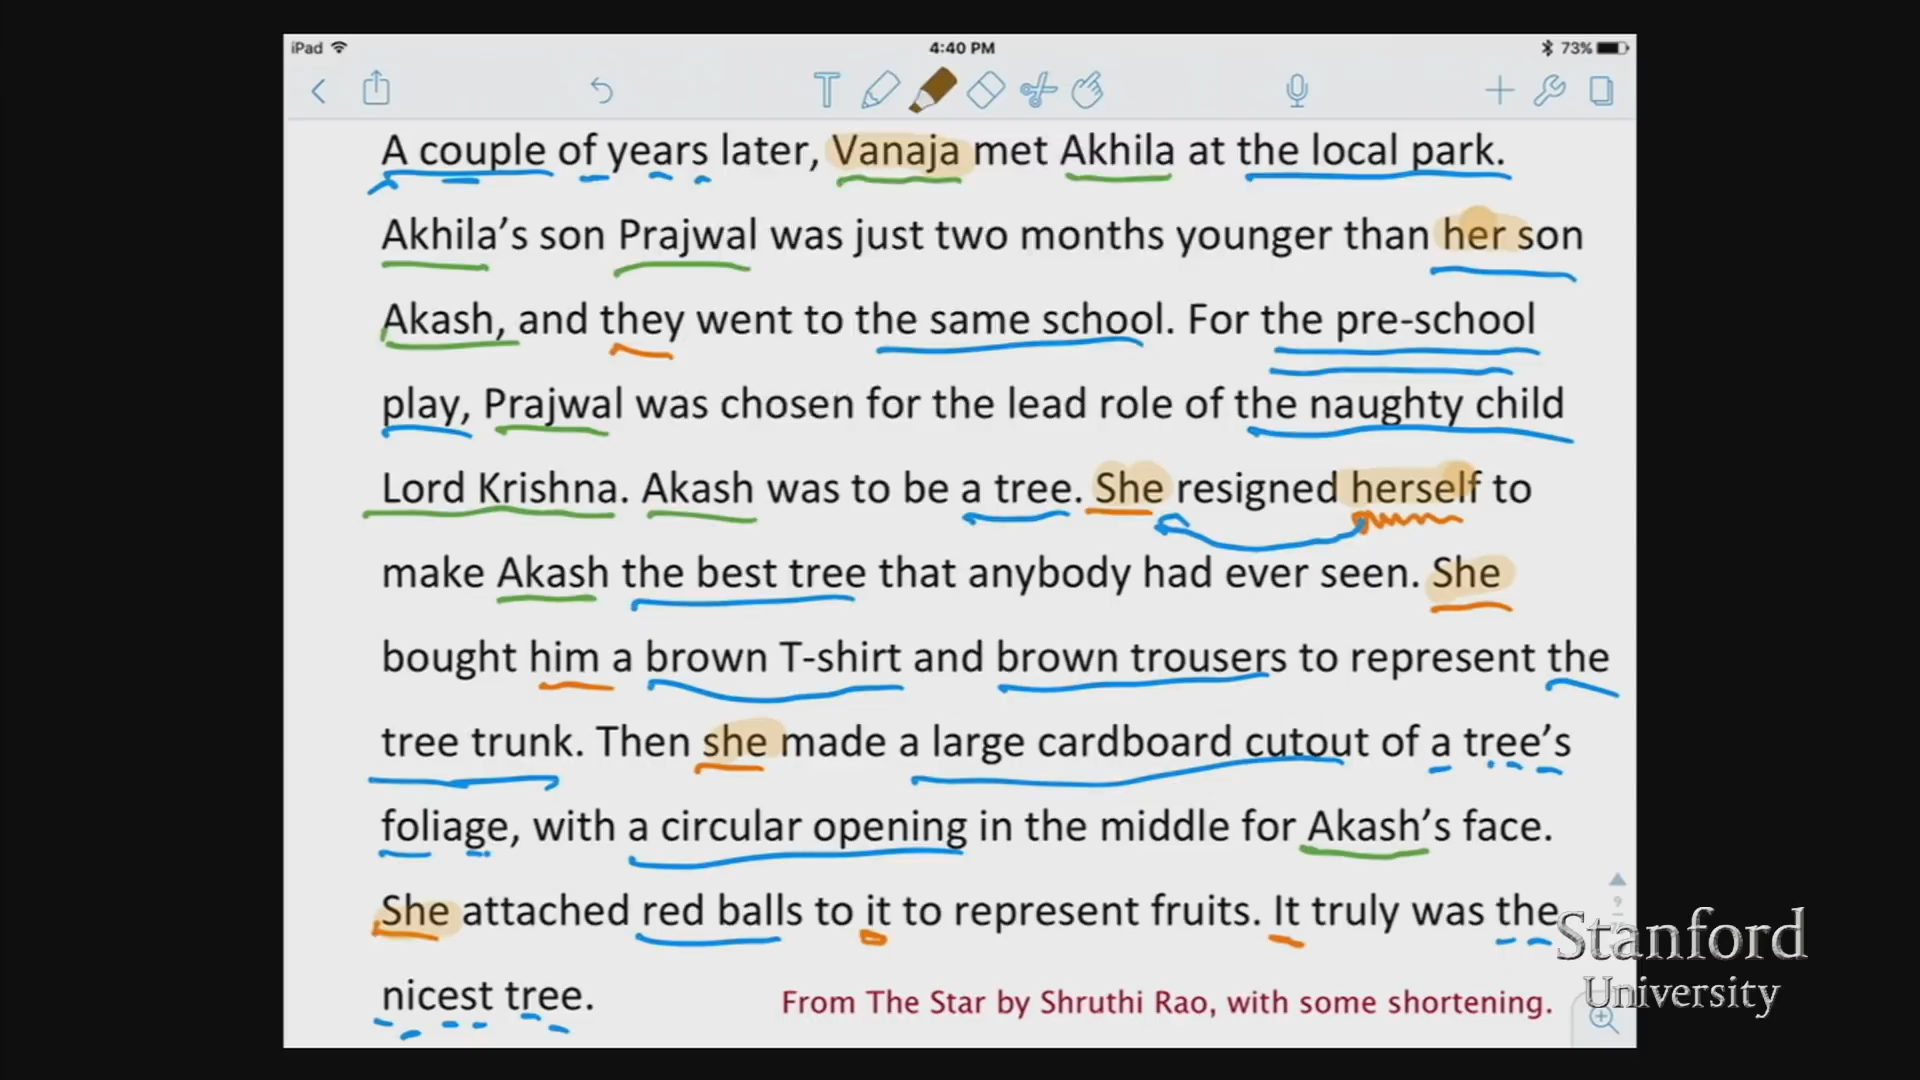 iPad
4:40 PM
73%
A couple of years later, Vanaja met Akhila at the local park.
Akhila’s son Prajwal was just two months younger than her son
Akash, and they went to the same school. For the pre-school
play, Prajwal was chosen for the lead role of the naughty child
Lord Krishna. Akash was to be a tree. She resigned herself to
make Akash the best tree that anybody had ever seen. She
bought him a brown T-shirt and brown trousers to represent the
tree trunk. Then she made a large cardboard cutout of a tree’s
foliage, with a circular opening in the middle for Akash’s face.
She attached red balls to it to represent fruits. It truly was the
nicest tree.
From The Star by Shruthi Rao, with some shortening.
9
Stanford
University